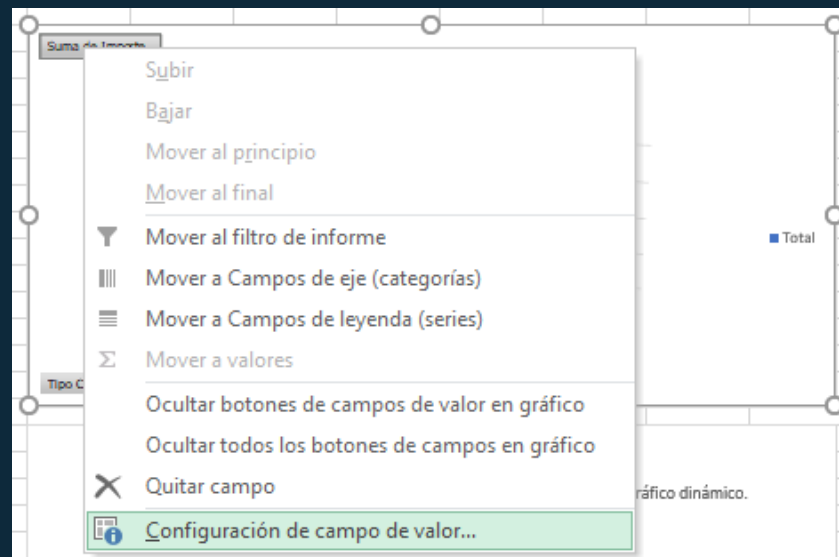 Suma de Importe
Subir
Bajar
Mover al principio
Mover al final
Mover al filtro de informe
Mover a Campos de eje (categorías)
Total
Mover a Campos de leyenda (series)
Mover a valores
Tipo C
Ocultar botones de campos de valor en gráfico
Ocultar todos los botones de campos en gráfico
Quitar campo
ráfico dinámico.
Configuración de campo de valor...